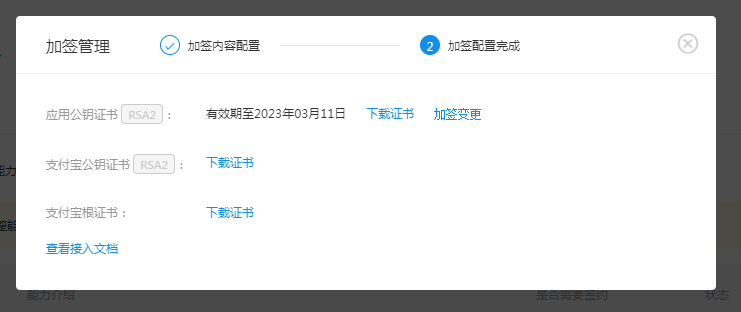 加签管理
加签内容配置
2 加签配置完成
应用公钥证书 RSA2 : 有效期至2023年03月11日 下载证书 加签变更
支付宝公钥证书 RSA2 : 下载证书
支付宝根证书: 下载证书
查看接入文档
能力介绍 是否需要签约 状态